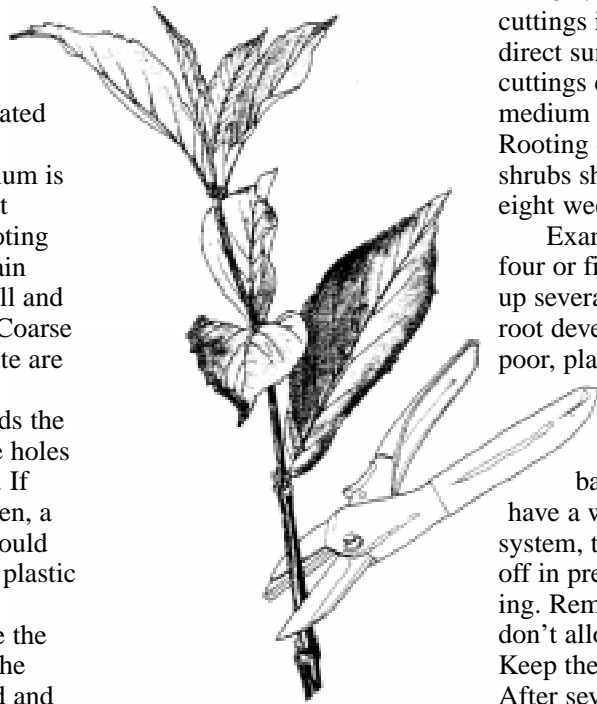 ated
um is
t
oting
ain
ll and
Coarse
te are
ds the
e holes
. If
en, a
ould
plastic
e the
he
d and
cuttings i
direct sur
cuttings o
medium
Rooting
shrubs sh
eight wee
Exan
four or fi
up severa
root deve
poor, pla
ba
have a w
system, t
off in pre
ing. Rem
don’t allo
Keep the
After sev